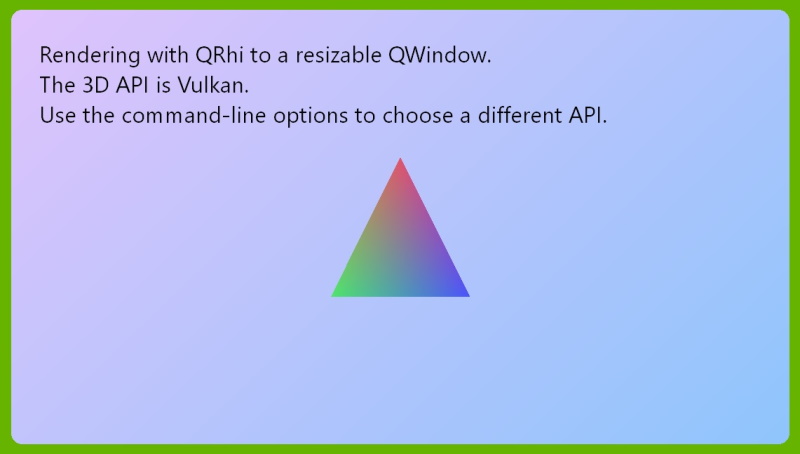 Rendering with QRhi to a resizable QWindow.
The 3D API is Vulkan.
Use the command-line options to choose a different API.